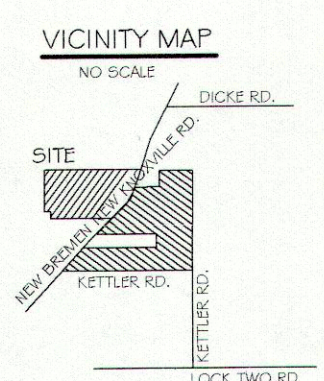 VICINITY MAP
NO SCALE
DICKE RD.
SITE
NEW BREMEN NEW KNOXVILLE RD.
KETTLER RD.
KETTLER RD.
LOCK TWO RD.